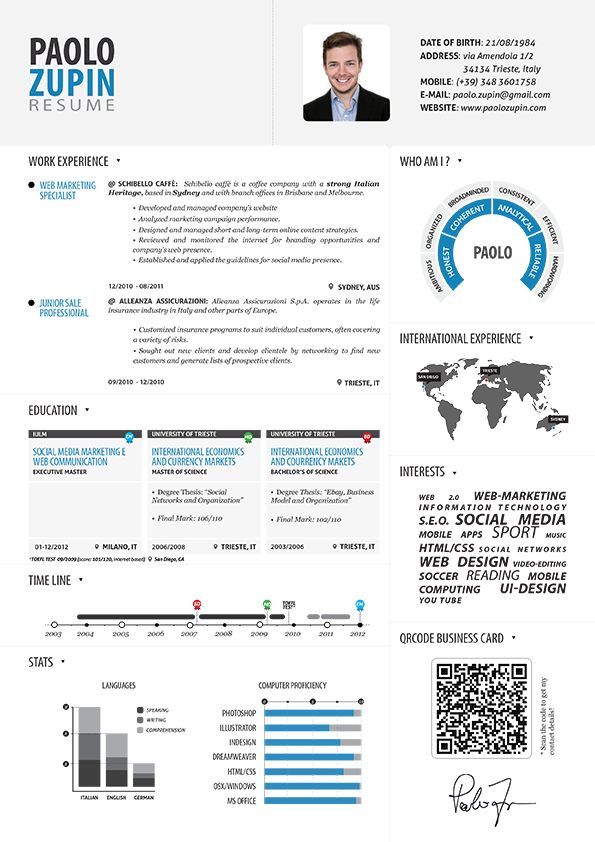 PAOLO
ZUPIN
RESUME
DATE OF BIRTH: 21/08/1984
ADDRESS: via Amendola 1/2
34134 Trieste, Italy
MOBILE: (+39) 348 3601758
E-MAIL: paolo.zupin@gmail.com
WEBSITE: www.paolozupin.com
WORK EXPERIENCE
WEB MARKETING
SPECIALIST
@ SCHIBELLO CAFFÈ: Schibello caffè is a coffee company with a strong Italian
Heritage, based in Sydney and with branch offices in Brisbane and Melbourne.
• Developed and managed company's website
• Analyzed marketing campaign performance.
• Designed and managed short and long-term online content strategies.
• Reviewed and monitored the internet for branding opportunities and
company's web presence.
• Established and applied the guidelines for social media presence.
12/2010 - 08/2011
SYDNEY, AUS
JUNIOR SALE
PROFESSIONAL
@ ALLEANZA ASSICURAZIONI: Alleanza Assicurazioni S.p.A. operates in the life
insurance industry in Italy and other parts of Europe.
• Customized insurance programs to suit individual customers, often covering
a variety of risks.
• Sought out new clients and develop clientele by networking to find new
customers and generate lists of prospective clients.
09/2010 - 12/2010
TRIESTE, IT
EDUCATION
IULM
EM
SOCIAL MEDIA MARKETING E
WEB COMMUNICATION
EXECUTIVE MASTER
01-12/2012
MILANO, IT
UNIVERSITY OF TRIESTE
MD
INTERNATIONAL ECONOMICS
AND CURRENCY MARKETS
MASTER OF SCIENCE
• Degree Thesis: "Social
Networks and Organization"
• Final Mark: 106/110
2006/2008
TRIESTE, IT
UNIVERSITY OF TRIESTE
BD
INTERNATIONAL ECONOMICS
AND COURRENCY MAKETS
BACHELOR'S OF SCIENCE
• Degree Thesis: "Ebay, Business
Model and Organization"
• Final Mark: 102/110
2003/2006
TRIESTE, IT
*TOEFL TEST 09/2009 (score: 101/120, internet based)
San Diego, CA
TIME LINE
BD
MD
TOEFL
TEST*
EM
2003 2004 2005 2006 2007 2008 2009 2010 2011 2012
STATS
LANGUAGES
SPEAKING
WRITING
COMPREHENSION
ITALIAN
ENGLISH
GERMAN
COMPUTER PROFICIENCY
PHOTOSHOP
ILLUSTRATOR
INDESIGN
DREAMWEAVER
HTML/CSS
OSX/WINDOWS
MS OFFICE
WHO AM I ?
AMBITIOUS
ORGANIZED
BROADMINDED
CONSISTENT
EFFICIENT
HARDWORKING
HONEST
COHERENT
ANALYTICAL
RELIABLE
PAOLO
INTERNATIONAL EXPERIENCE
SAN DIEGO
TRIESTE
SYDNEY
INTERESTS
WEB 2.0 WEB-MARKETING
INFORMATION TECHNOLOGY
S.E.O. SOCIAL MEDIA
MOBILE APPS SPORT MUSIC
HTML/CSS SOCIAL NETWORKS
WEB DESIGN VIDEO-EDITING
SOCCER READING MOBILE
COMPUTING UI-DESIGN
YOU TUBE
QRCODE BUSINESS CARD
* Scan the code to get my
contact details!